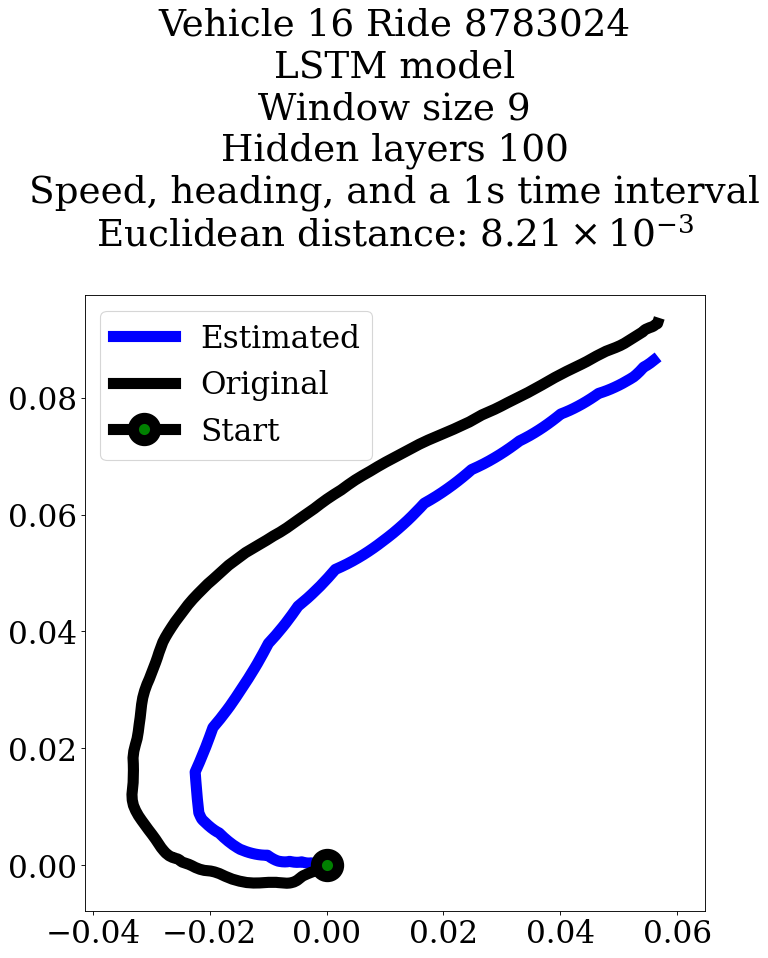 Vehicle 16 Ride 8783024
LSTM model
Window size 9
Hidden layers 100
Speed, heading, and a 1s time interval
Euclidean distance: 8.21 × 10⁻³
Estimated
Original
Start
0.08
0.06
0.04
0.02
0.00
−0.04 −0.02 0.00 0.02 0.04 0.06